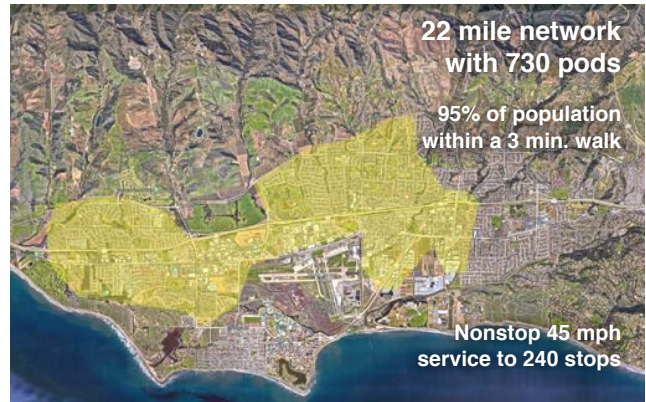 22 mile network
with 730 pods
95% of population
within a 3 min. walk
Nonstop 45 mph
service to 240 stops